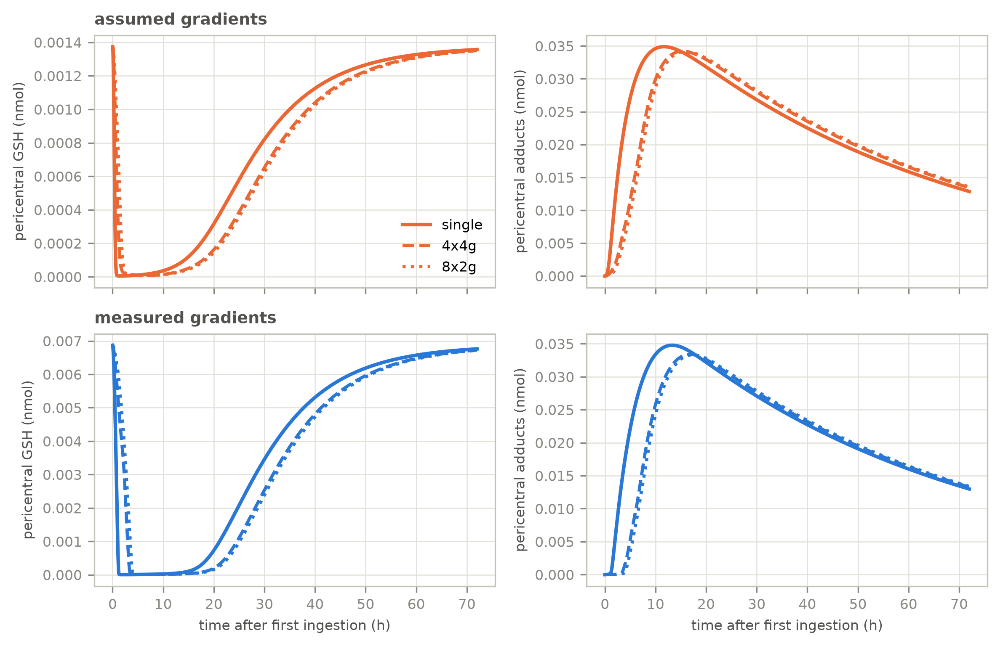 assumed gradients
pericentral GSH (nmol)
0.0014
0.0012
0.0010
0.0008
0.0006
0.0004
0.0002
0.0000
single
4x4g
8x2g
pericentral adducts (nmol)
0.035
0.030
0.025
0.020
0.015
0.010
0.005
0.000
measured gradients
pericentral GSH (nmol)
0.007
0.006
0.005
0.004
0.003
0.002
0.001
0.000
0 10 20 30 40 50 60 70
time after first ingestion (h)
pericentral adducts (nmol)
0.035
0.030
0.025
0.020
0.015
0.010
0.005
0.000
0 10 20 30 40 50 60 70
time after first ingestion (h)